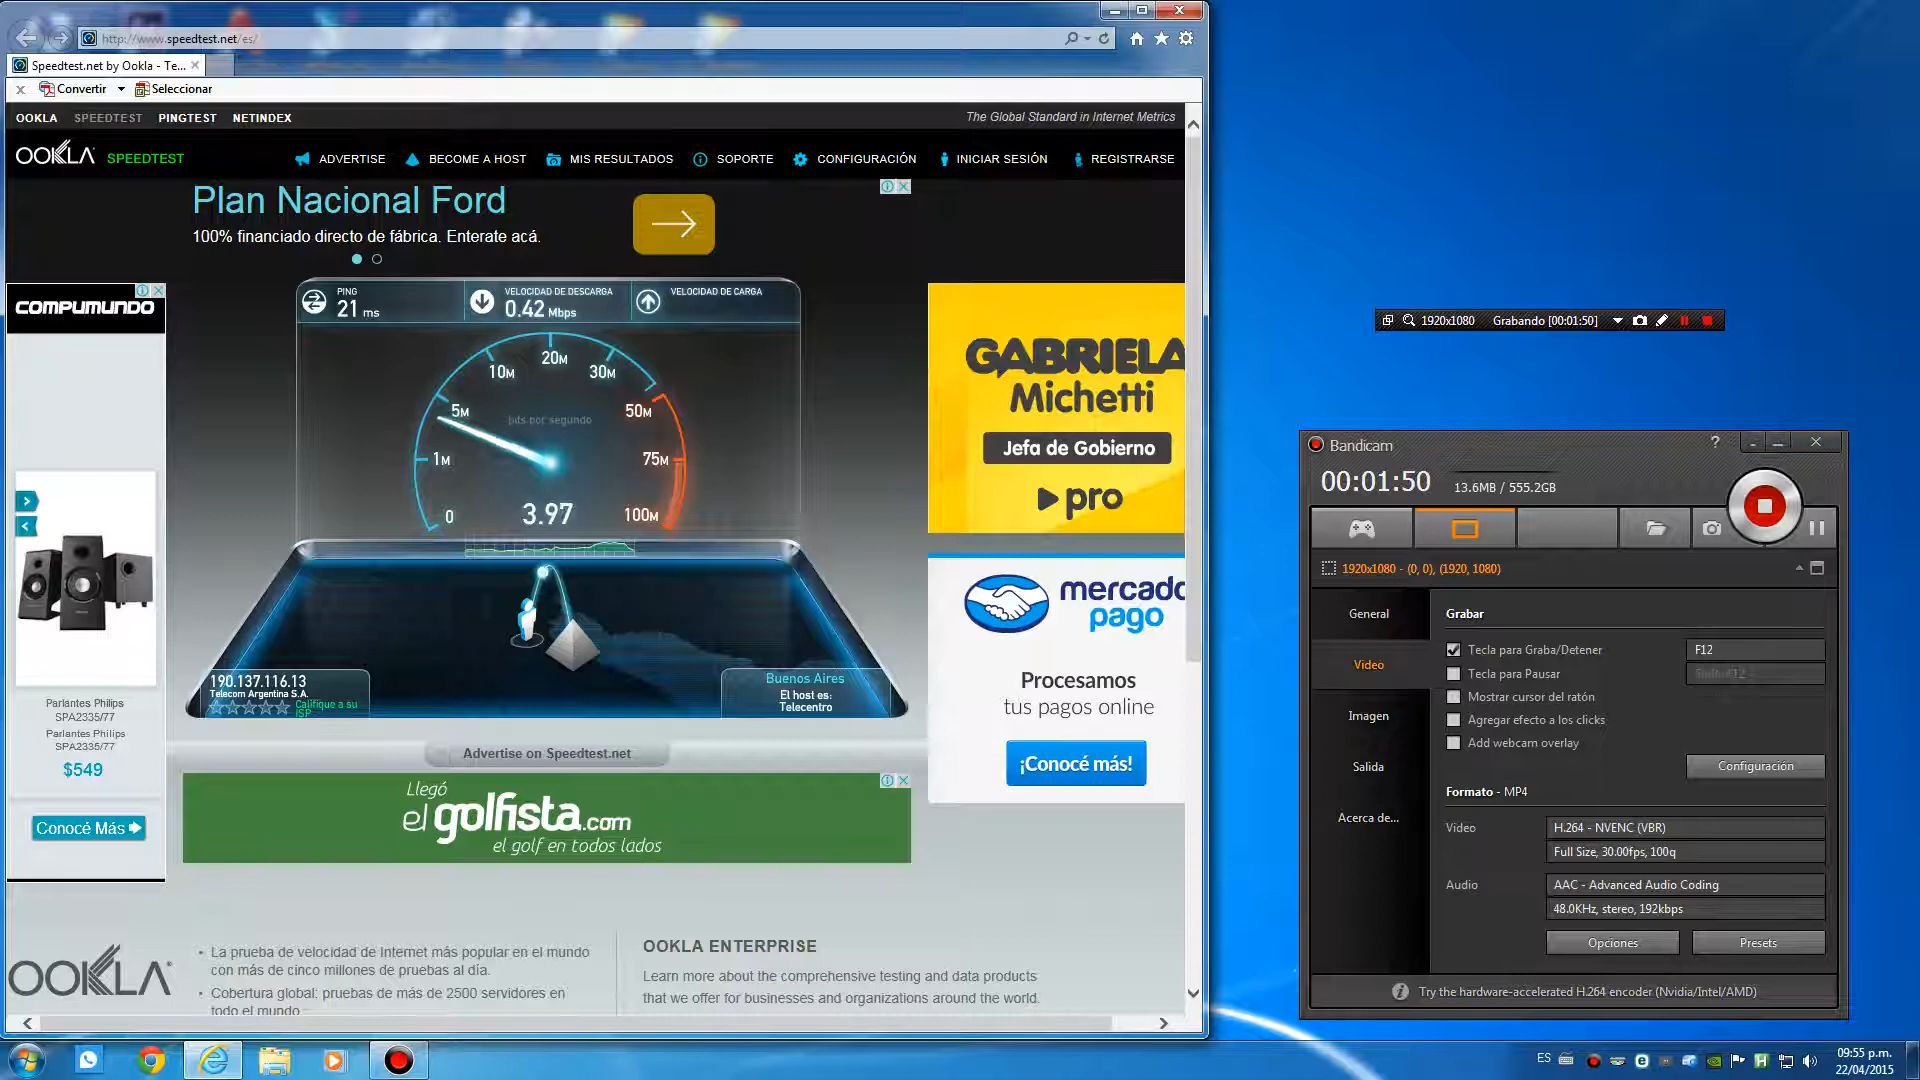 http://www.speedtest.net/es/
Speedtest.net by Ookla - Te...
Convertir
Seleccionar
OOKLA SPEEDTEST PINGTEST NETINDEX
The Global Standard in Internet Metrics
OOKLA SPEEDTEST
ADVERTISE BECOME A HOST MIS RESULTADOS SOPORTE CONFIGURACIÓN INICIAR SESIÓN REGISTRARSE
Plan Nacional Ford
100% financiado directo de fábrica. Enterate acá.
COMPUMUNDO
Parlantes Philips
SPA2335/77
Parlantes Philips
SPA2335/77
$549
Conocé Más
PING
21 ms
VELOCIDAD DE DESCARGA
0.42 Mbps
VELOCIDAD DE CARGA
20M
10M
30M
5M
50M
bits por segundo
1M
75M
0
3.97
100M
190.137.116.13
Telecom Argentina S.A.
Califique a su
ISP
Buenos Aires
El host es:
Telecentro
Advertise on Speedtest.net
Llegó
el golfista.com
el golf en todos lados
GABRIELA
Michetti
Jefa de Gobierno
pro
mercado
pago
Procesamos
tus pagos online
¡Conocé más!
OOKLA
• La prueba de velocidad de Internet más popular en el mundo
con más de cinco millones de pruebas al día.
• Cobertura global: pruebas de más de 2500 servidores en
todo el mundo
OOKLA ENTERPRISE
Learn more about the comprehensive testing and data products
that we offer for businesses and organizations around the world.
1920x1080 Grabando [00:01:50]
Bandicam
?
00:01:50
13.6MB / 555.2GB
1920x1080 - (0, 0), (1920, 1080)
General
Video
Imagen
Salida
Acerca de...
Grabar
Tecla para Graba/Detener
F12
Tecla para Pausar
Mostrar cursor del ratón
Agregar efecto a los clicks
Add webcam overlay
Configuración
Formato - MP4
Video
H.264 - NVENC (VBR)
Full Size, 30.00fps, 100q
Audio
AAC - Advanced Audio Coding
48.0KHz, stereo, 192kbps
Opciones
Presets
Try the hardware-accelerated H.264 encoder (Nvidia/Intel/AMD)
ES
09:55 p.m.
22/04/2015